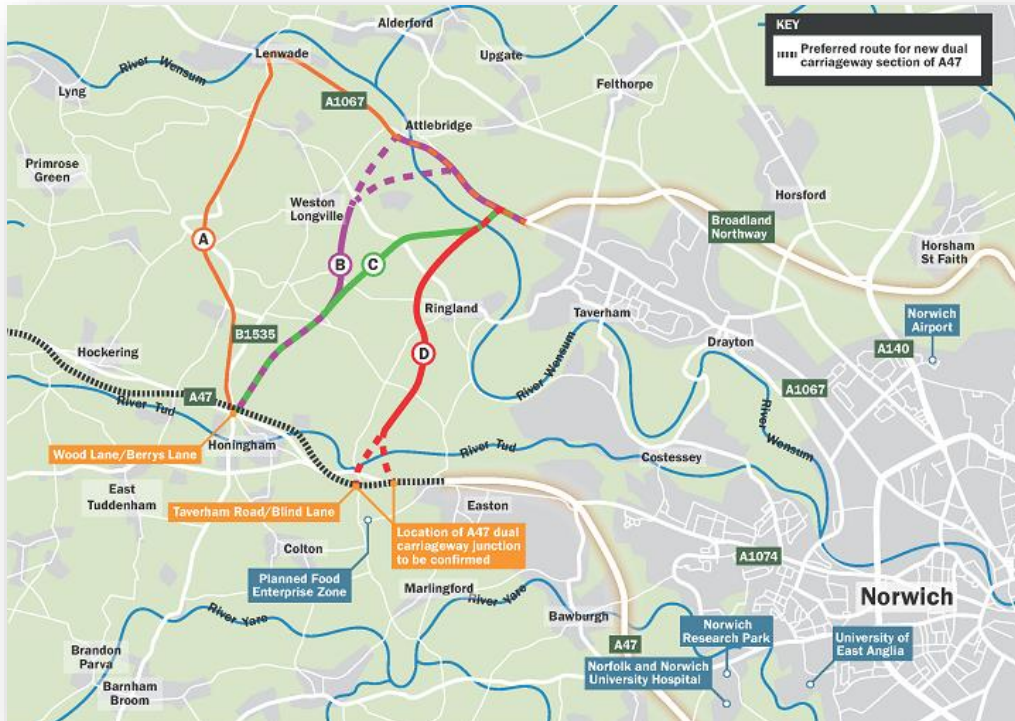 KEY
Preferred route for new dual
carriageway section of A47
Alderford
Lenwade
Upgate
River Wensum
Lyng
Felthorpe
A1067
Attlebridge
Primrose
Green
Horsford
Weston
Longville
Broadland
Northway
A
Horsham
St Faith
B
C
Ringland
Norwich
Airport
Taverham
B1535
Drayton
A140
Hockering
D
River Wensum
A1067
A47
River Tud
River Wensum
Honingham
River Tud
Wood Lane/Berrys Lane
Costessey
East
Tuddenham
Taverham Road/Blind Lane
Easton
Location of A47 dual
carriageway junction
to be confirmed
Colton
A1074
Planned Food
Enterprise Zone
Marlingford
River Yare
Norwich
River Yare
Bawburgh
Norwich
Research Park
University of
East Anglia
A47
Brandon
Parva
Norfolk and Norwich
University Hospital
Barnham
Broom